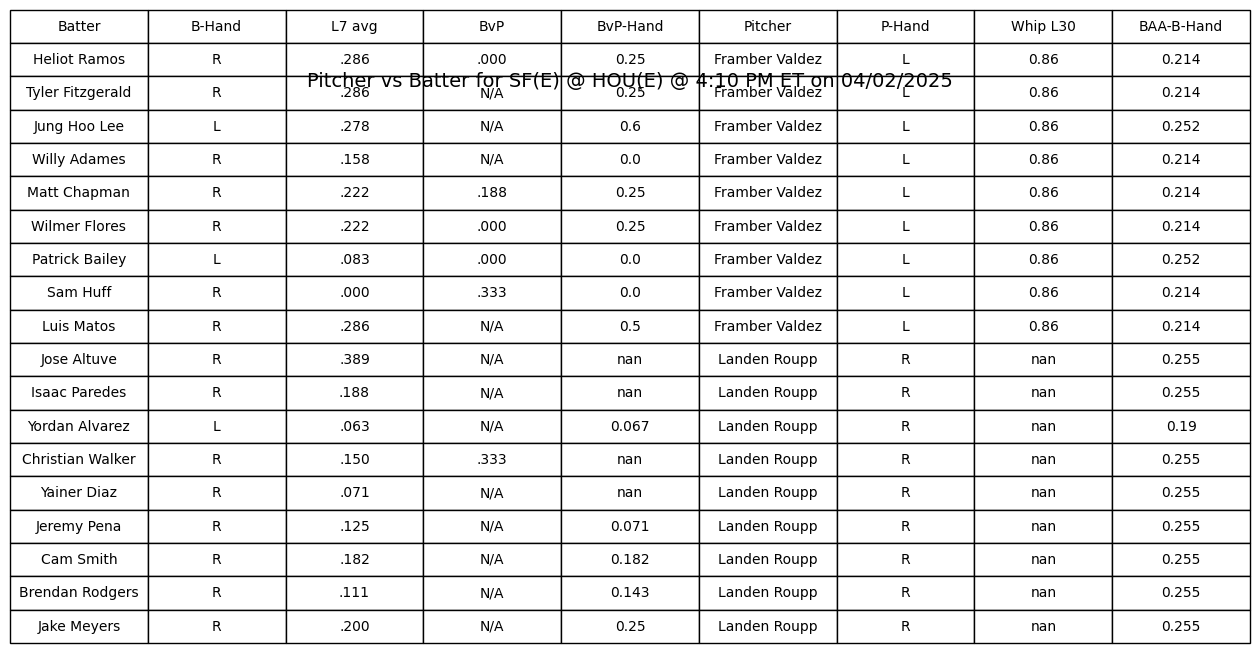 Batter B-Hand L7 avg BvP BvP-Hand Pitcher P-Hand Whip L30 BAA-B-Hand
Heliot Ramos R .286 .000 0.25 Framber Valdez L 0.86 0.214
Pitcher vs Batter for SF(E) @ HOU(E) @ 4:10 PM ET on 04/02/2025
Tyler Fitzgerald R .286 N/A 0.25 Framber Valdez L 0.86 0.214
Jung Hoo Lee L .278 N/A 0.6 Framber Valdez L 0.86 0.252
Willy Adames R .158 N/A 0.0 Framber Valdez L 0.86 0.214
Matt Chapman R .222 .188 0.25 Framber Valdez L 0.86 0.214
Wilmer Flores R .222 .000 0.25 Framber Valdez L 0.86 0.214
Patrick Bailey L .083 .000 0.0 Framber Valdez L 0.86 0.252
Sam Huff R .000 .333 0.0 Framber Valdez L 0.86 0.214
Luis Matos R .286 N/A 0.5 Framber Valdez L 0.86 0.214
Jose Altuve R .389 N/A nan Landen Roupp R nan 0.255
Isaac Paredes R .188 N/A nan Landen Roupp R nan 0.255
Yordan Alvarez L .063 N/A 0.067 Landen Roupp R nan 0.19
Christian Walker R .150 .333 nan Landen Roupp R nan 0.255
Yainer Diaz R .071 N/A nan Landen Roupp R nan 0.255
Jeremy Pena R .125 N/A 0.071 Landen Roupp R nan 0.255
Cam Smith R .182 N/A 0.182 Landen Roupp R nan 0.255
Brendan Rodgers R .111 N/A 0.143 Landen Roupp R nan 0.255
Jake Meyers R .200 N/A 0.25 Landen Roupp R nan 0.255